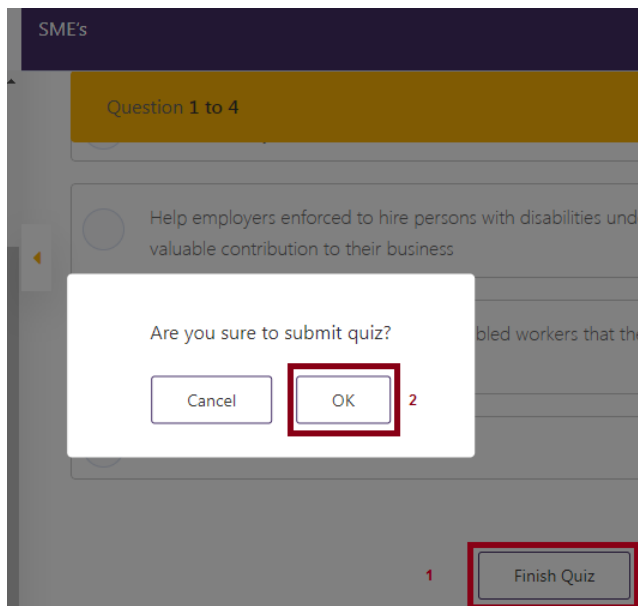 SME's
Question 1 to 4
Help employers enforced to hire persons with disabilities und
valuable contribution to their business
Are you sure to submit quiz?
bled workers that the
Cancel
OK
2
1
Finish Quiz